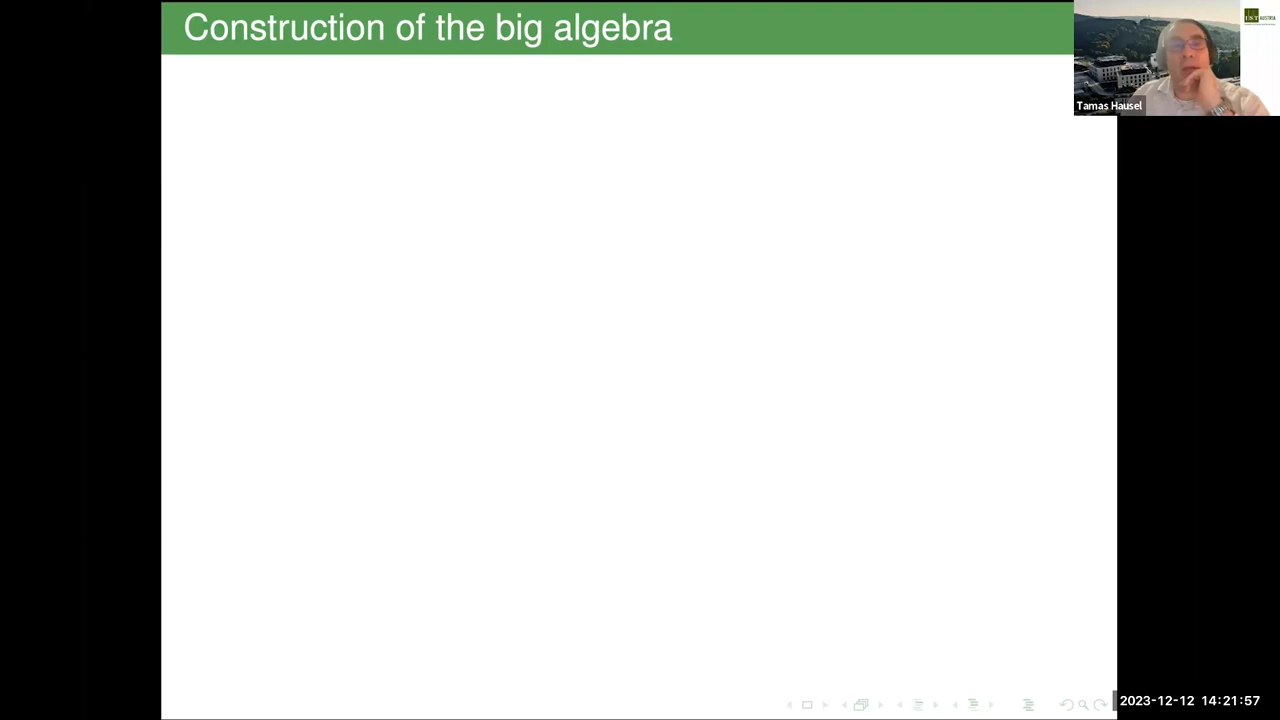 Construction of the big algebra
Tamas Hausel
2023-12-12 14:21:57